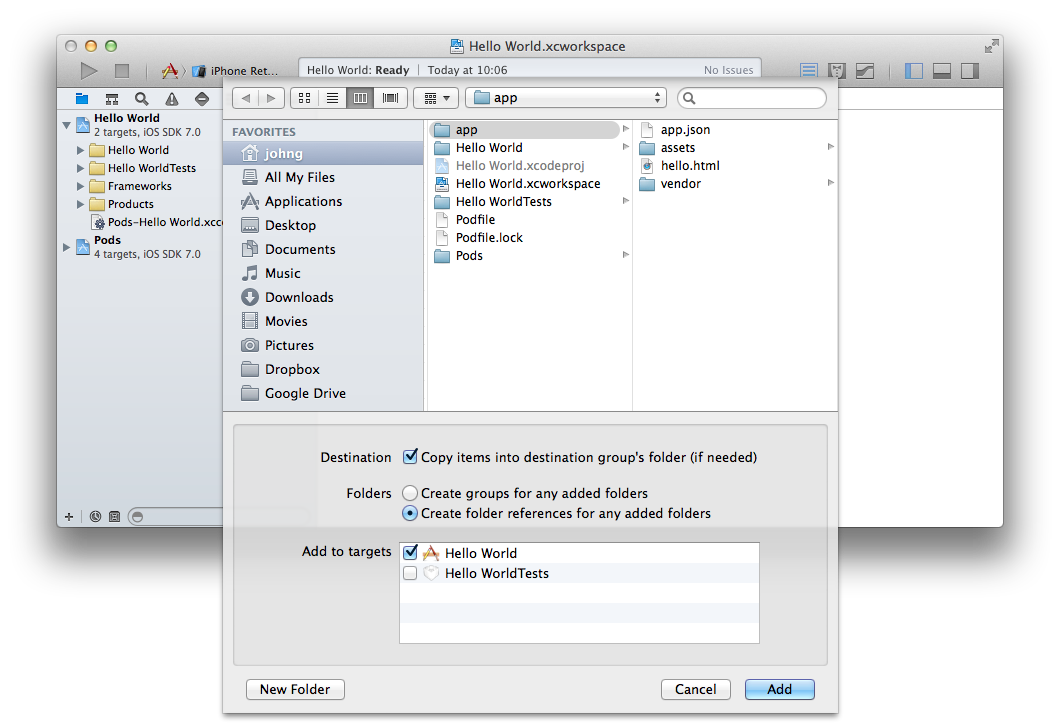 Hello World.xcworkspace
iPhone Ret...
Hello World: Ready
Today at 10:06
No Issues
Hello World
2 targets, iOS SDK 7.0
Hello World
Hello WorldTests
Frameworks
Products
Pods-Hello World.xcc
Pods
4 targets, iOS SDK 7.0
app
FAVORITES
johng
All My Files
Applications
Desktop
Documents
Music
Downloads
Movies
Pictures
Dropbox
Google Drive
app
Hello World
Hello World.xcodeproj
Hello World.xcworkspace
Hello WorldTests
Podfile
Podfile.lock
Pods
app.json
assets
hello.html
vendor
Destination
Copy items into destination group's folder (if needed)
Folders
Create groups for any added folders
Create folder references for any added folders
Add to targets
Hello World
Hello WorldTests
New Folder
Cancel
Add